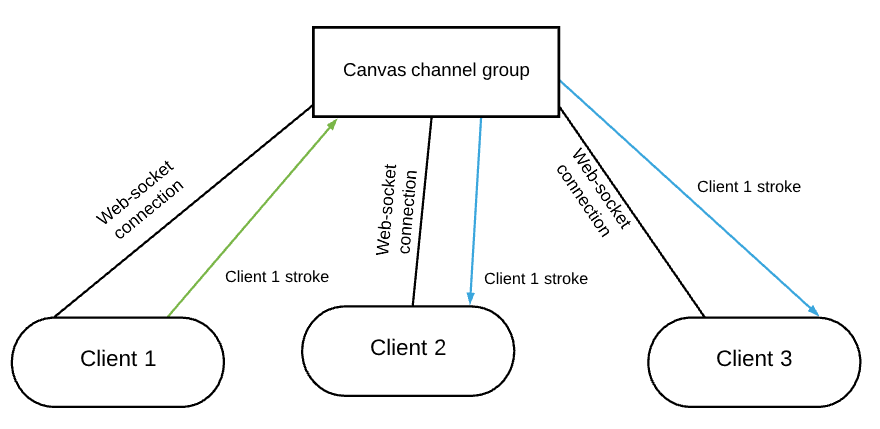 Canvas channel group
Web-socket
connection
Web-socket
connection
Web-socket
connection
Client 1 stroke
Client 1 stroke
Client 1 stroke
Client 1
Client 2
Client 3